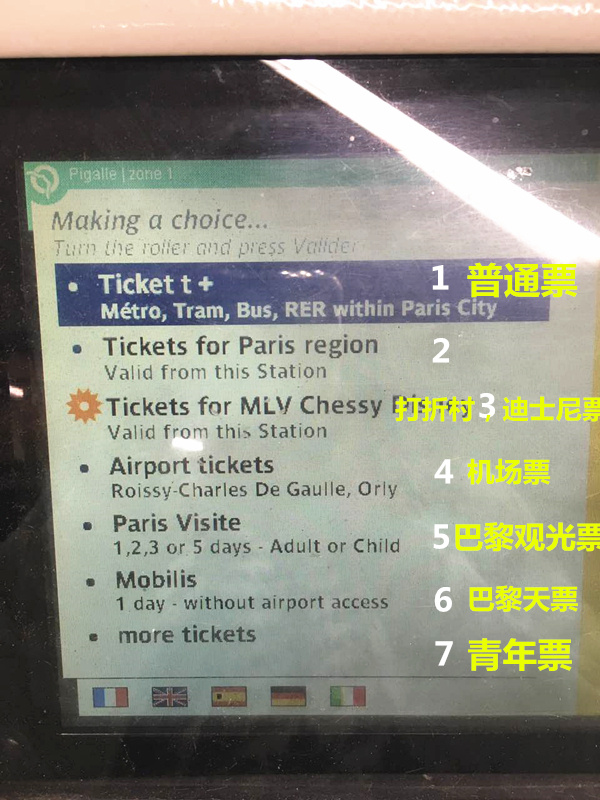 Pigalle | zone 1
Making a choice...
Turn the roller and press Valider
Ticket t + 1 普通票
Métro, Tram, Bus, RER within Paris City
Tickets for Paris region 2
Valid from this Station
Tickets for MLV Chessy Disney 打折村, 3 迪士尼票
Valid from this Station
Airport tickets 4 机场票
Roissy-Charles De Gaulle, Orly
Paris Visite 5 巴黎观光票
1,2,3 or 5 days - Adult or Child
Mobilis 6 巴黎天票
1 day - without airport access
more tickets 7 青年票